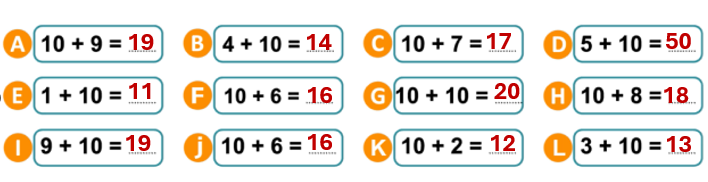 A 10 + 9 = 19 B 4 + 10 = 14 C 10 + 7 = 17 D 5 + 10 = 50
E 1 + 10 = 11 F 10 + 6 = 16 G 10 + 10 = 20 H 10 + 8 = 18
I 9 + 10 = 19 j 10 + 6 = 16 K 10 + 2 = 12 L 3 + 10 = 13